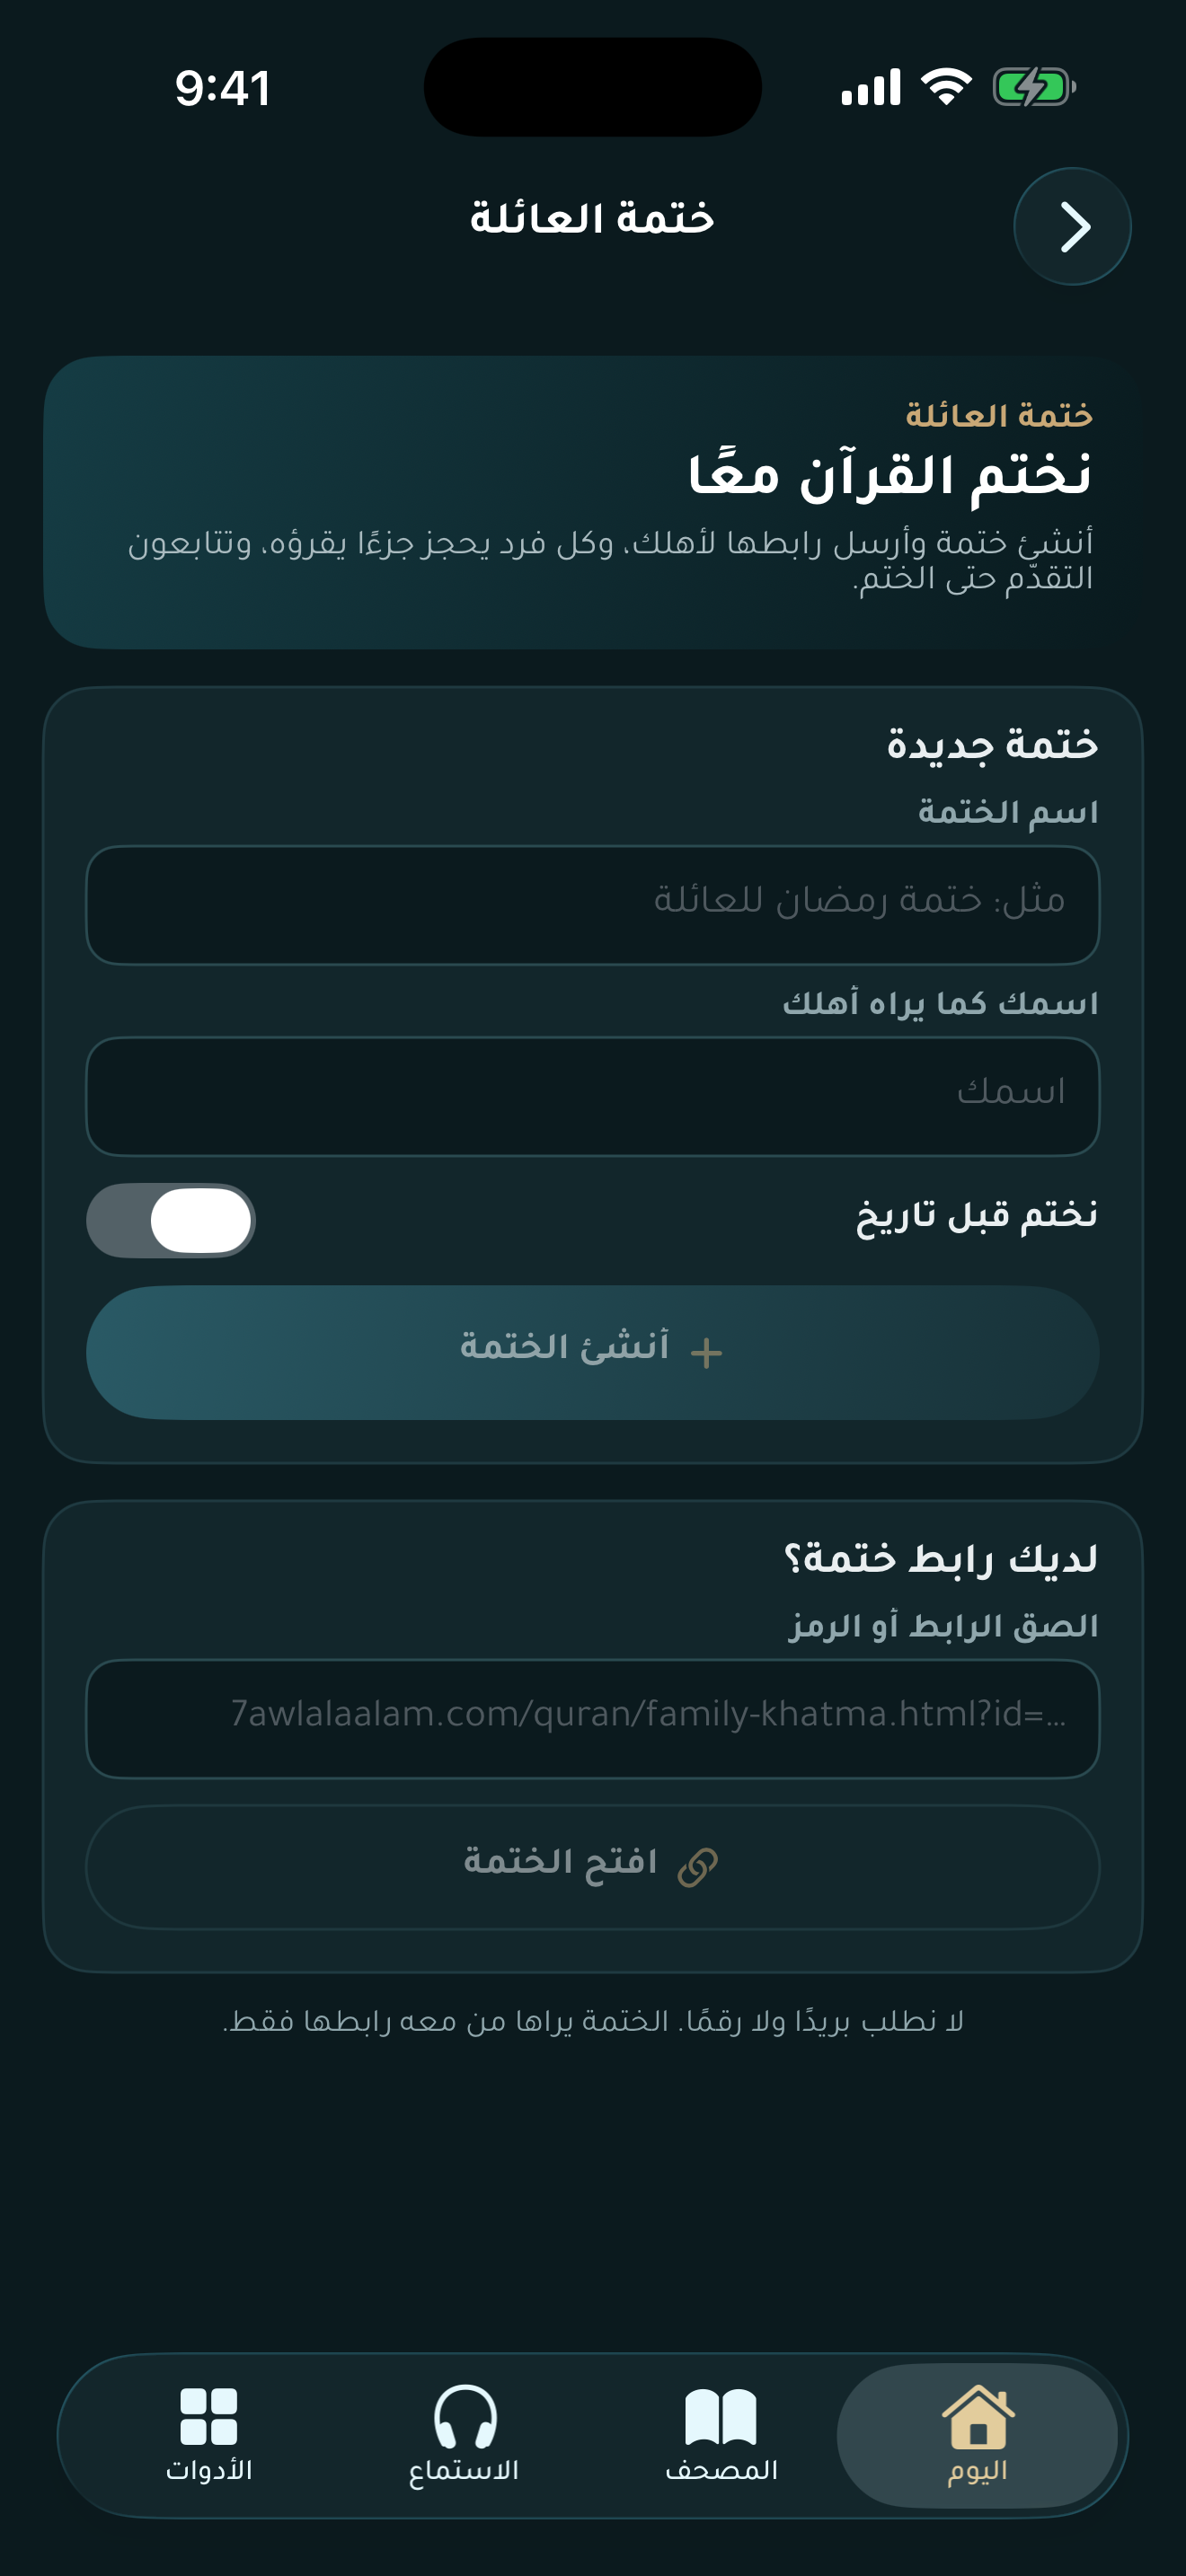 9:41
ختمة العائلة
ختمة العائلة
نختم القرآن معًا
أنشئ ختمة وأرسل رابطها لأهلك، وكل فرد يحجز جزءًا يقرؤه، وتتابعون
التقدّم حتى الختم.
ختمة جديدة
اسم الختمة
مثل: ختمة رمضان للعائلة
اسمك كما يراه أهلك
اسمك
نختم قبل تاريخ
أنشئ الختمة
لديك رابط ختمة؟
الصق الرابط أو الرمز
7awlalaalam.com/quran/family-khatma.html?id=…
افتح الختمة
لا نطلب بريدًا ولا رقمًا. الختمة يراها من معه رابطها فقط.
اليوم
المصحف
الاستماع
الأدوات